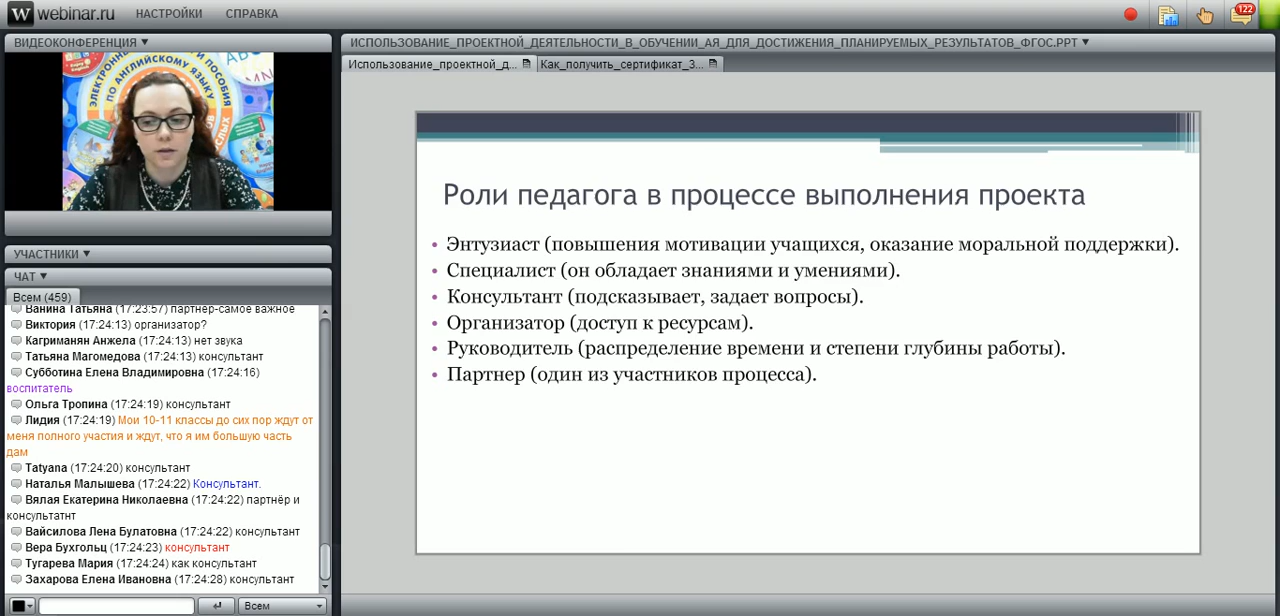 W webinar.ru НАСТРОЙКИ СПРАВКА
122
ВИДЕОКОНФЕРЕНЦИЯ
ЭЛЕКТРОННЫЕ И ПОСОБИЯ
ПО АНГЛИЙСКОМУ ЯЗЫКУ
УЧАСТНИКИ
ЧАТ
Всем (459)
Ванина Татьяна (17:23:57) партнер-самое важное
Виктория (17:24:13) организатор?
Кагриманян Анжела (17:24:13) нет звука
Татьяна Магомедова (17:24:13) консультант
Субботина Елена Владимировна (17:24:16)
воспитатель
Ольга Тропина (17:24:19) консультант
Лидия (17:24:19) Мои 10-11 классы до сих пор ждут от
меня полного участия и ждут, что я им большую часть
дам
Tatyana (17:24:20) консультант
Наталья Малышева (17:24:22) Консультант.
Вялая Екатерина Николаевна (17:24:22) партнёр и
консультатнт
Вайсилова Лена Булатовна (17:24:22) консультант
Вера Бухгольц (17:24:23) консультант
Тугарева Мария (17:24:24) как консультант
Захарова Елена Ивановна (17:24:28) консультант
Всем
ИСПОЛЬЗОВАНИЕ_ПРОЕКТНОЙ_ДЕЯТЕЛЬНОСТИ_В_ОБУЧЕНИИ_АЯ_ДЛЯ_ДОСТИЖЕНИЯ_ПЛАНИРУЕМЫХ_РЕЗУЛЬТАТОВ_ФГОС.PPT
Использование_проектной_д... Как_получить_сертификат_3...
Роли педагога в процессе выполнения проекта
• Энтузиаст (повышения мотивации учащихся, оказание моральной поддержки).
• Специалист (он обладает знаниями и умениями).
• Консультант (подсказывает, задает вопросы).
• Организатор (доступ к ресурсам).
• Руководитель (распределение времени и степени глубины работы).
• Партнер (один из участников процесса).